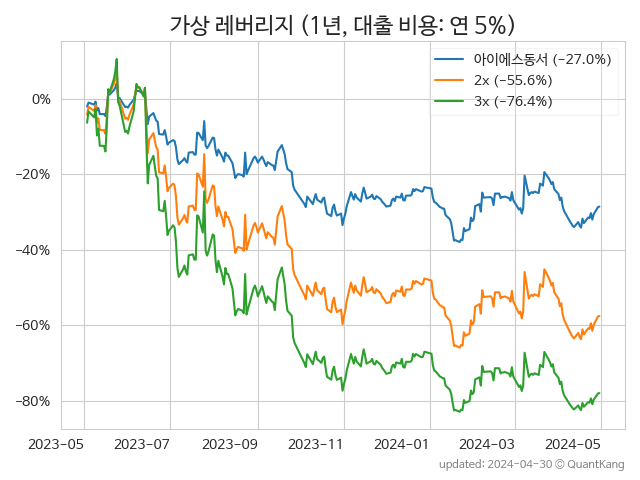 가상 레버리지 (1년, 대출 비용: 연 5%)
아이에스동서 (-27.0%)
2x (-55.6%)
3x (-76.4%)
0%
-20%
-40%
-60%
-80%
2023-05 2023-07 2023-09 2023-11 2024-01 2024-03 2024-05
updated: 2024-04-30 © QuantKang